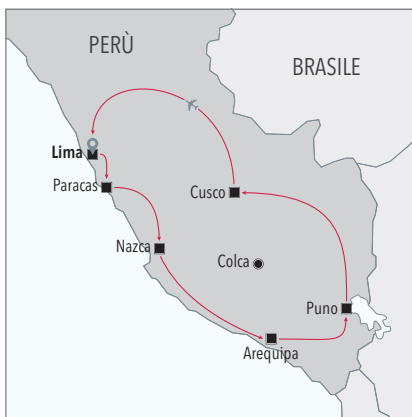 PERÙ
BRASILE
Lima
Paracas
Cusco
Nazca
Colca
Puno
Arequipa